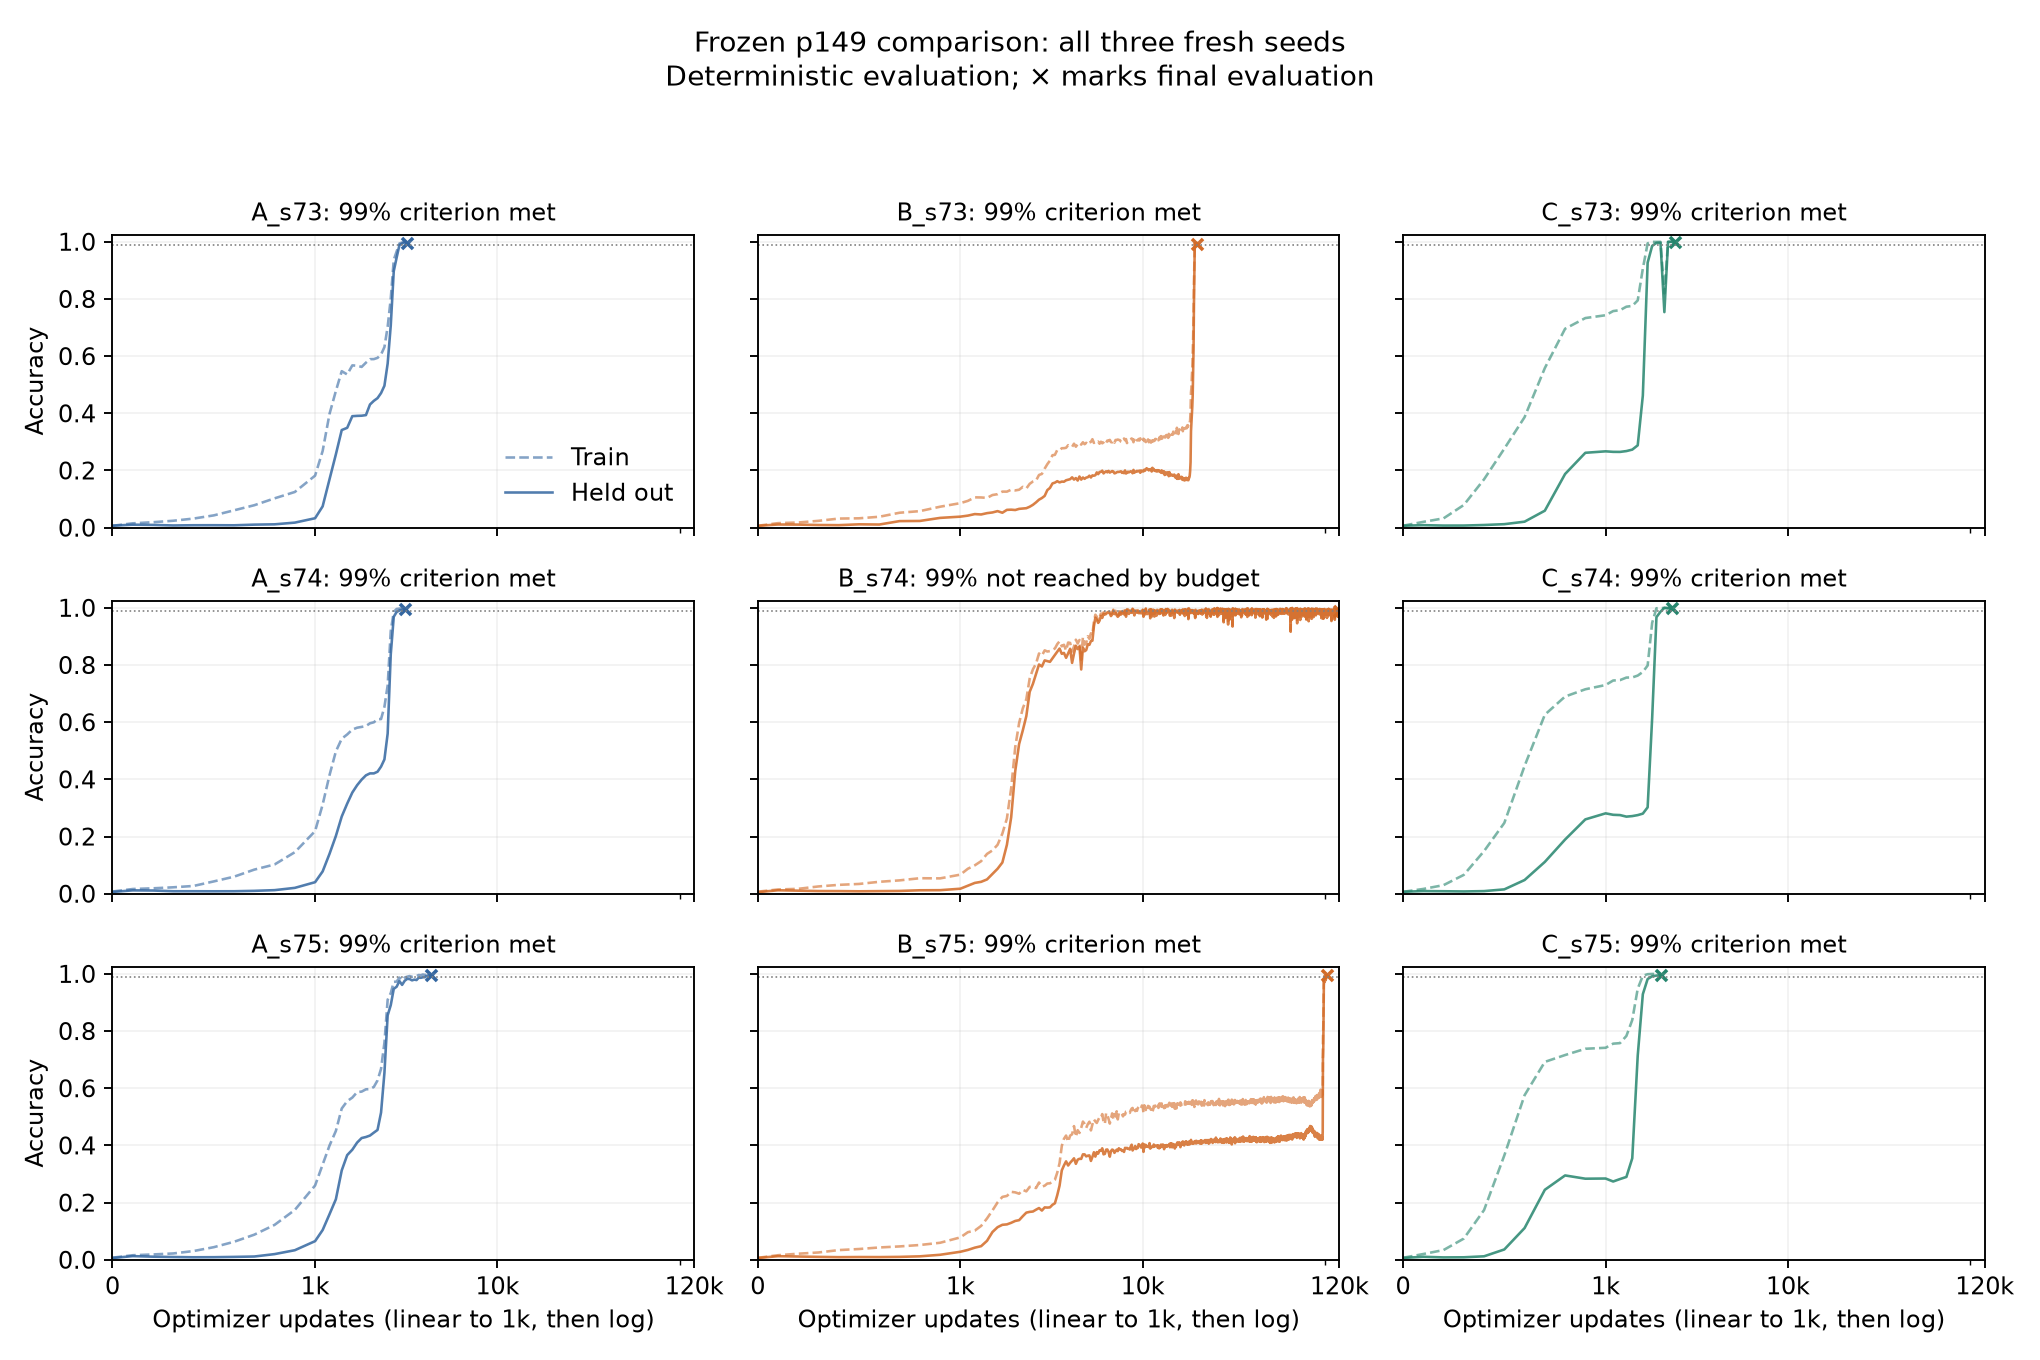 Frozen p149 comparison: all three fresh seeds
Deterministic evaluation; × marks final evaluation
A_s73: 99% criterion met
B_s73: 99% criterion met
C_s73: 99% criterion met
1.0
0.8
0.6
0.4
0.2
0.0
Accuracy
Train
Held out
A_s74: 99% criterion met
B_s74: 99% not reached by budget
C_s74: 99% criterion met
1.0
0.8
0.6
0.4
0.2
0.0
Accuracy
A_s75: 99% criterion met
B_s75: 99% criterion met
C_s75: 99% criterion met
1.0
0.8
0.6
0.4
0.2
0.0
Accuracy
0 1k 10k 120k
0 1k 10k 120k
0 1k 10k 120k
Optimizer updates (linear to 1k, then log)
Optimizer updates (linear to 1k, then log)
Optimizer updates (linear to 1k, then log)